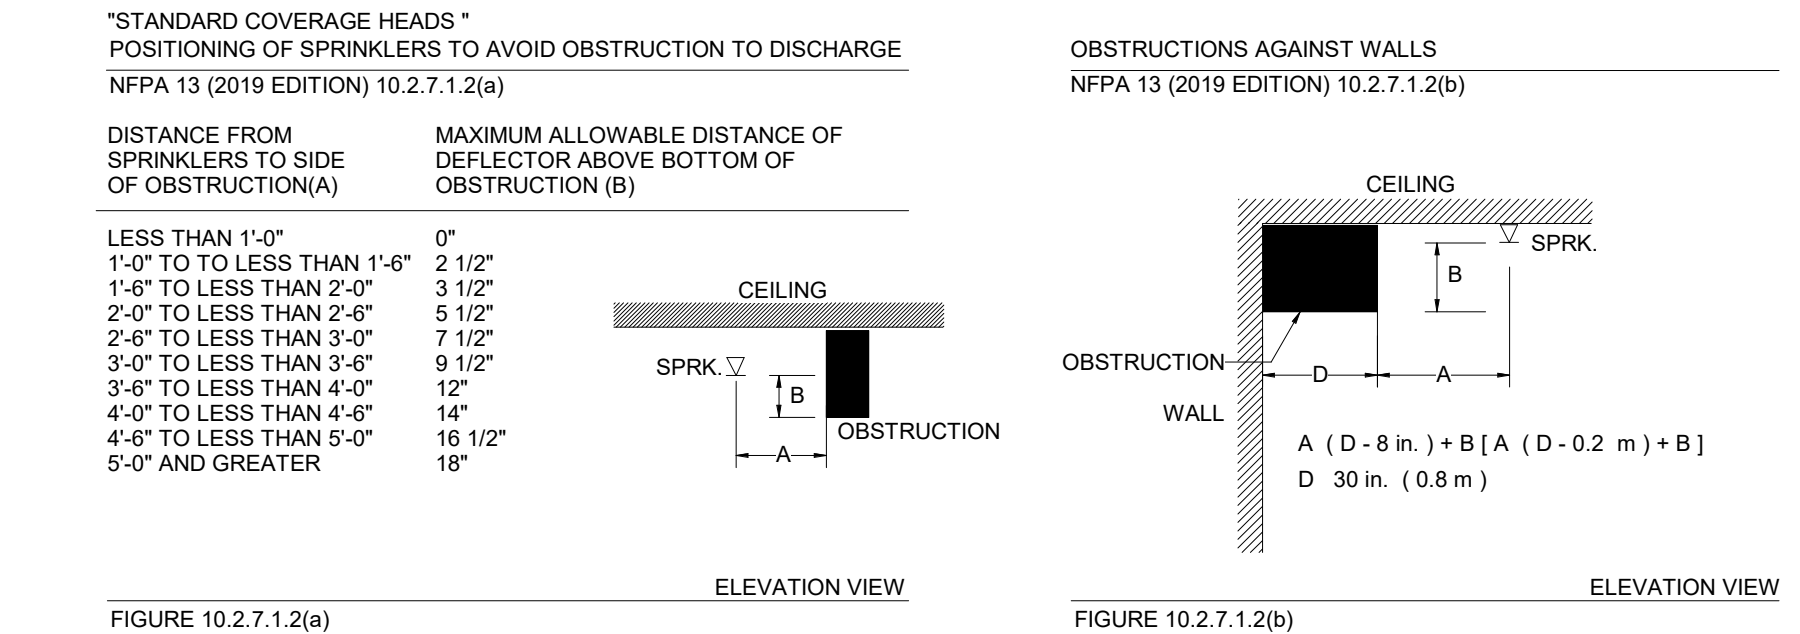 "STANDARD COVERAGE HEADS "
POSITIONING OF SPRINKLERS TO AVOID OBSTRUCTION TO DISCHARGE
NFPA 13 (2019 EDITION) 10.2.7.1.2(a)
DISTANCE FROM
SPRINKLERS TO SIDE
OF OBSTRUCTION(A)
MAXIMUM ALLOWABLE DISTANCE OF
DEFLECTOR ABOVE BOTTOM OF
OBSTRUCTION (B)
LESS THAN 1'-0" 0"
1'-0" TO TO LESS THAN 1'-6" 2 1/2"
1'-6" TO LESS THAN 2'-0" 3 1/2"
2'-0" TO LESS THAN 2'-6" 5 1/2"
2'-6" TO LESS THAN 3'-0" 7 1/2"
3'-0" TO LESS THAN 3'-6" 9 1/2"
3'-6" TO LESS THAN 4'-0" 12"
4'-0" TO LESS THAN 4'-6" 14"
4'-6" TO LESS THAN 5'-0" 16 1/2"
5'-0" AND GREATER 18"
CEILING
SPRK.
B
OBSTRUCTION
A
ELEVATION VIEW
FIGURE 10.2.7.1.2(a)
OBSTRUCTIONS AGAINST WALLS
NFPA 13 (2019 EDITION) 10.2.7.1.2(b)
CEILING
SPRK.
B
OBSTRUCTION
D A
WALL
A ( D - 8 in. ) + B [ A ( D - 0.2 m ) + B ]
D 30 in. ( 0.8 m )
ELEVATION VIEW
FIGURE 10.2.7.1.2(b)